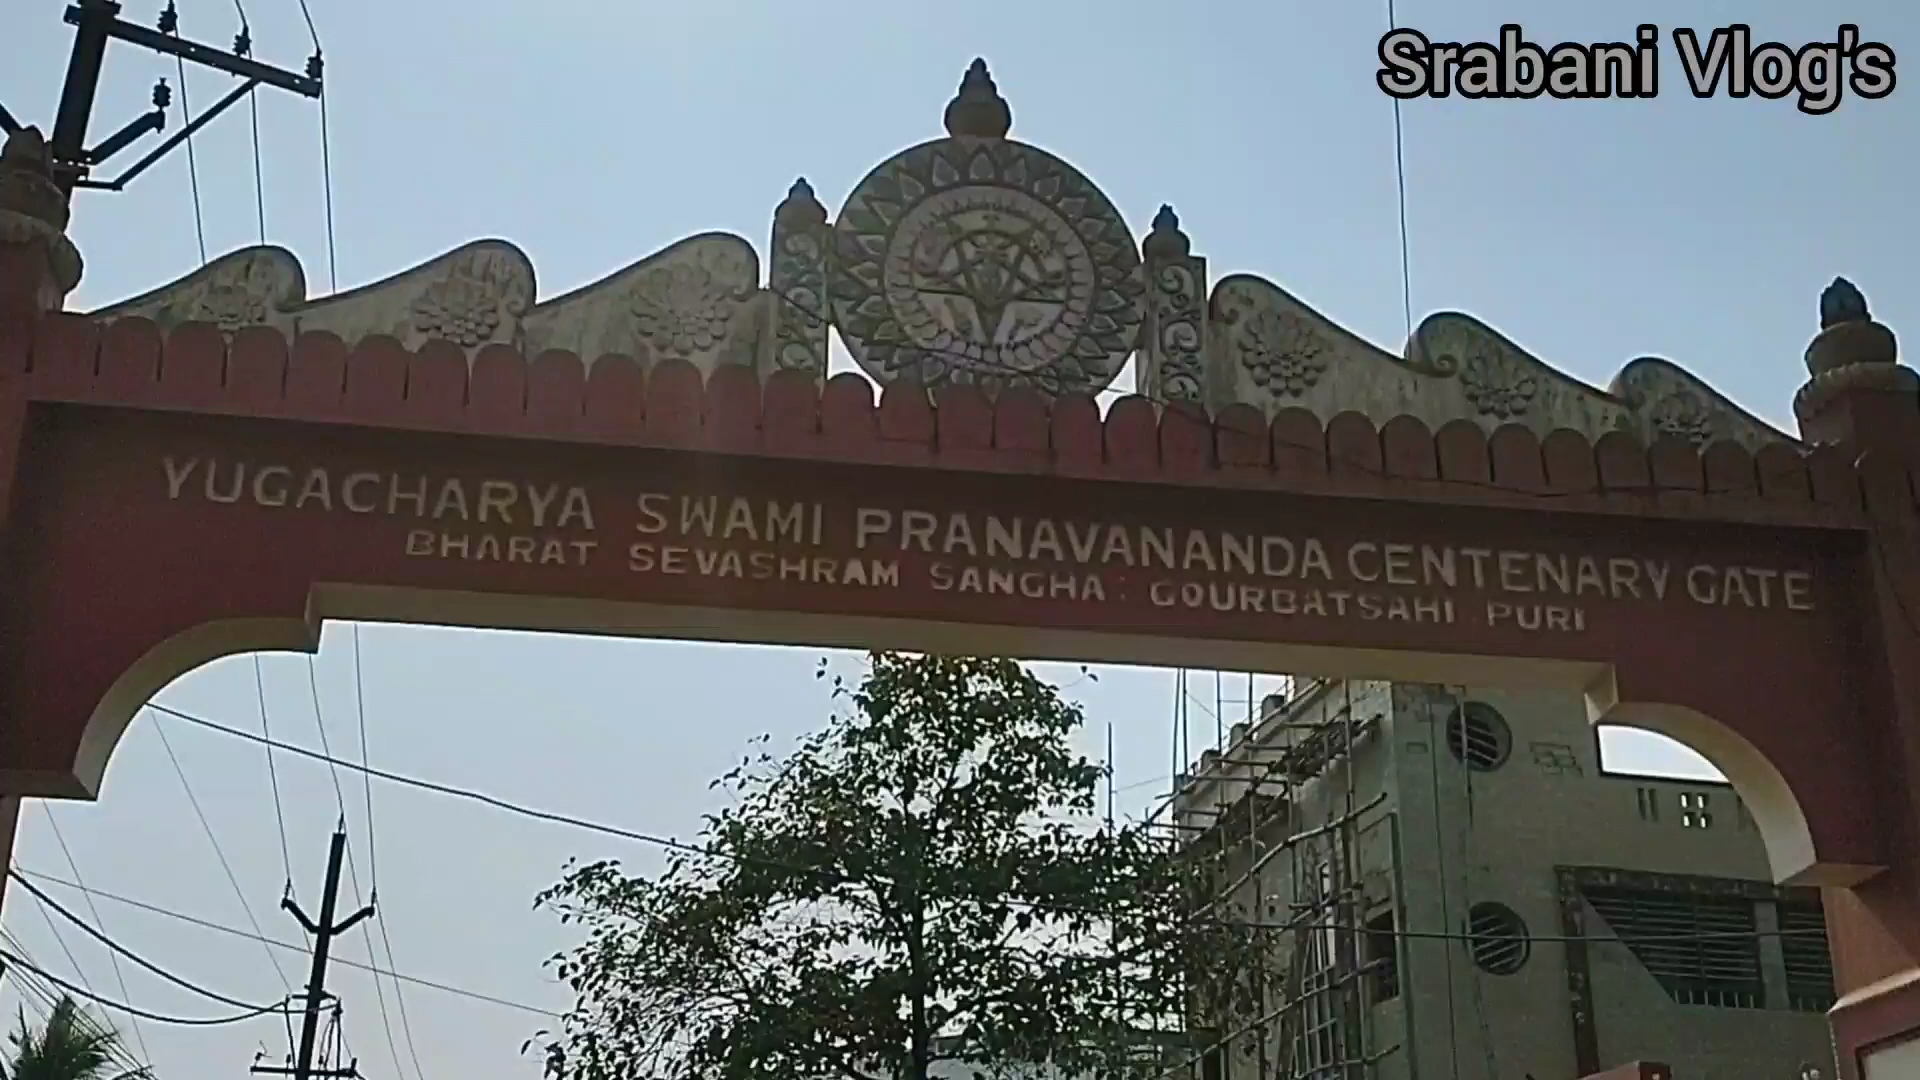 Srabani Vlog's
YUGACHARYA SWAMI PRANAVANANDA CENTENARY GATE
BHARAT SEVASHRAM SANGHA : GOURBATSAHI PURI